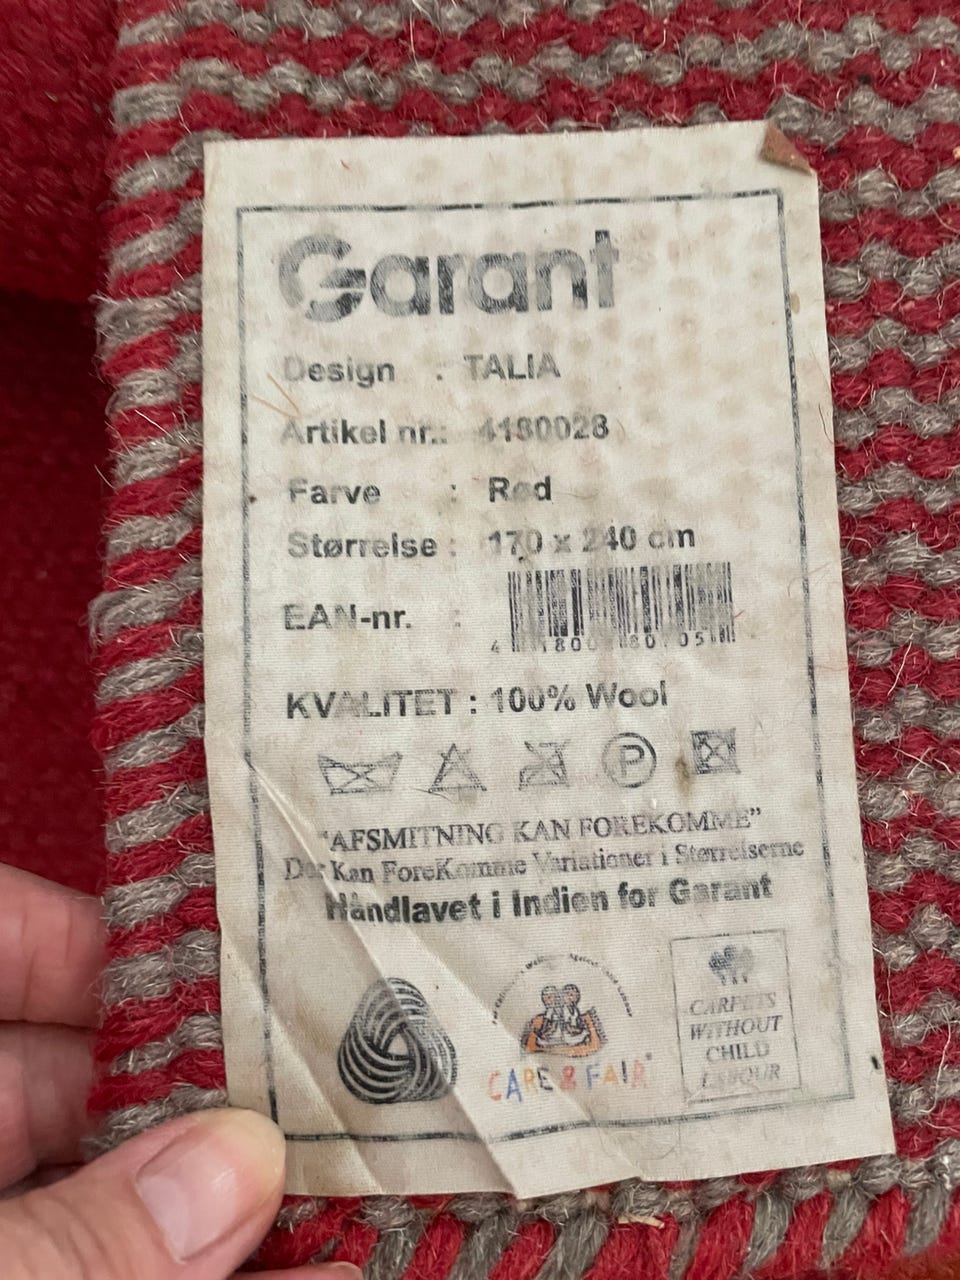 Garant
Design : TALIA
Artikel nr.: 4180028
Farve : Rød
Størrelse : 170 x 240 cm
EAN-nr. :
KVALITET : 100% Wool
P
"AFSMITNING KAN FOREKOMME"
Der Kan ForeKomme Variationer i Størrelserne
Håndlavet i Indien for Garant
CARE & FAIR
CARPETS
WITHOUT
CHILD
LABOUR